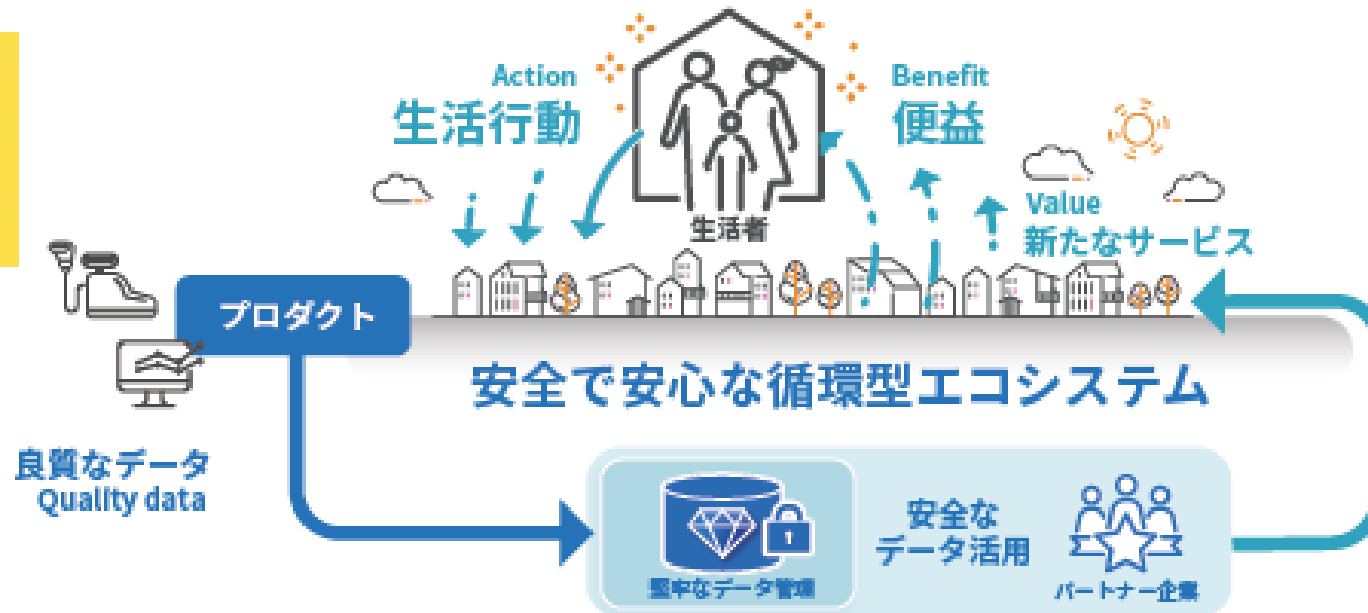 Action
生活行動
Benefit
便益
生活者
Value
新たなサービス
プロダクト
安全で安心な循環型エコシステム
良質なデータ
Quality data
堅牢なデータ管理
安全な
データ活用
パートナー企業